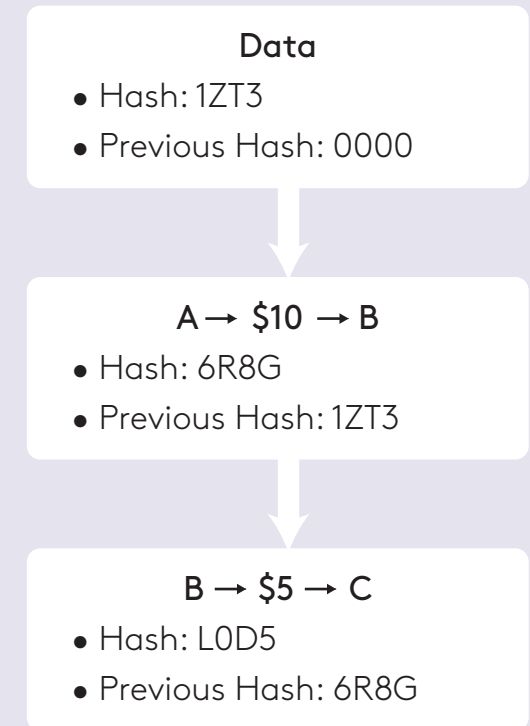 Data
• Hash: 1ZT3
• Previous Hash: 0000
A → $10 → B
• Hash: 6R8G
• Previous Hash: 1ZT3
B → $5 → C
• Hash: L0D5
• Previous Hash: 6R8G